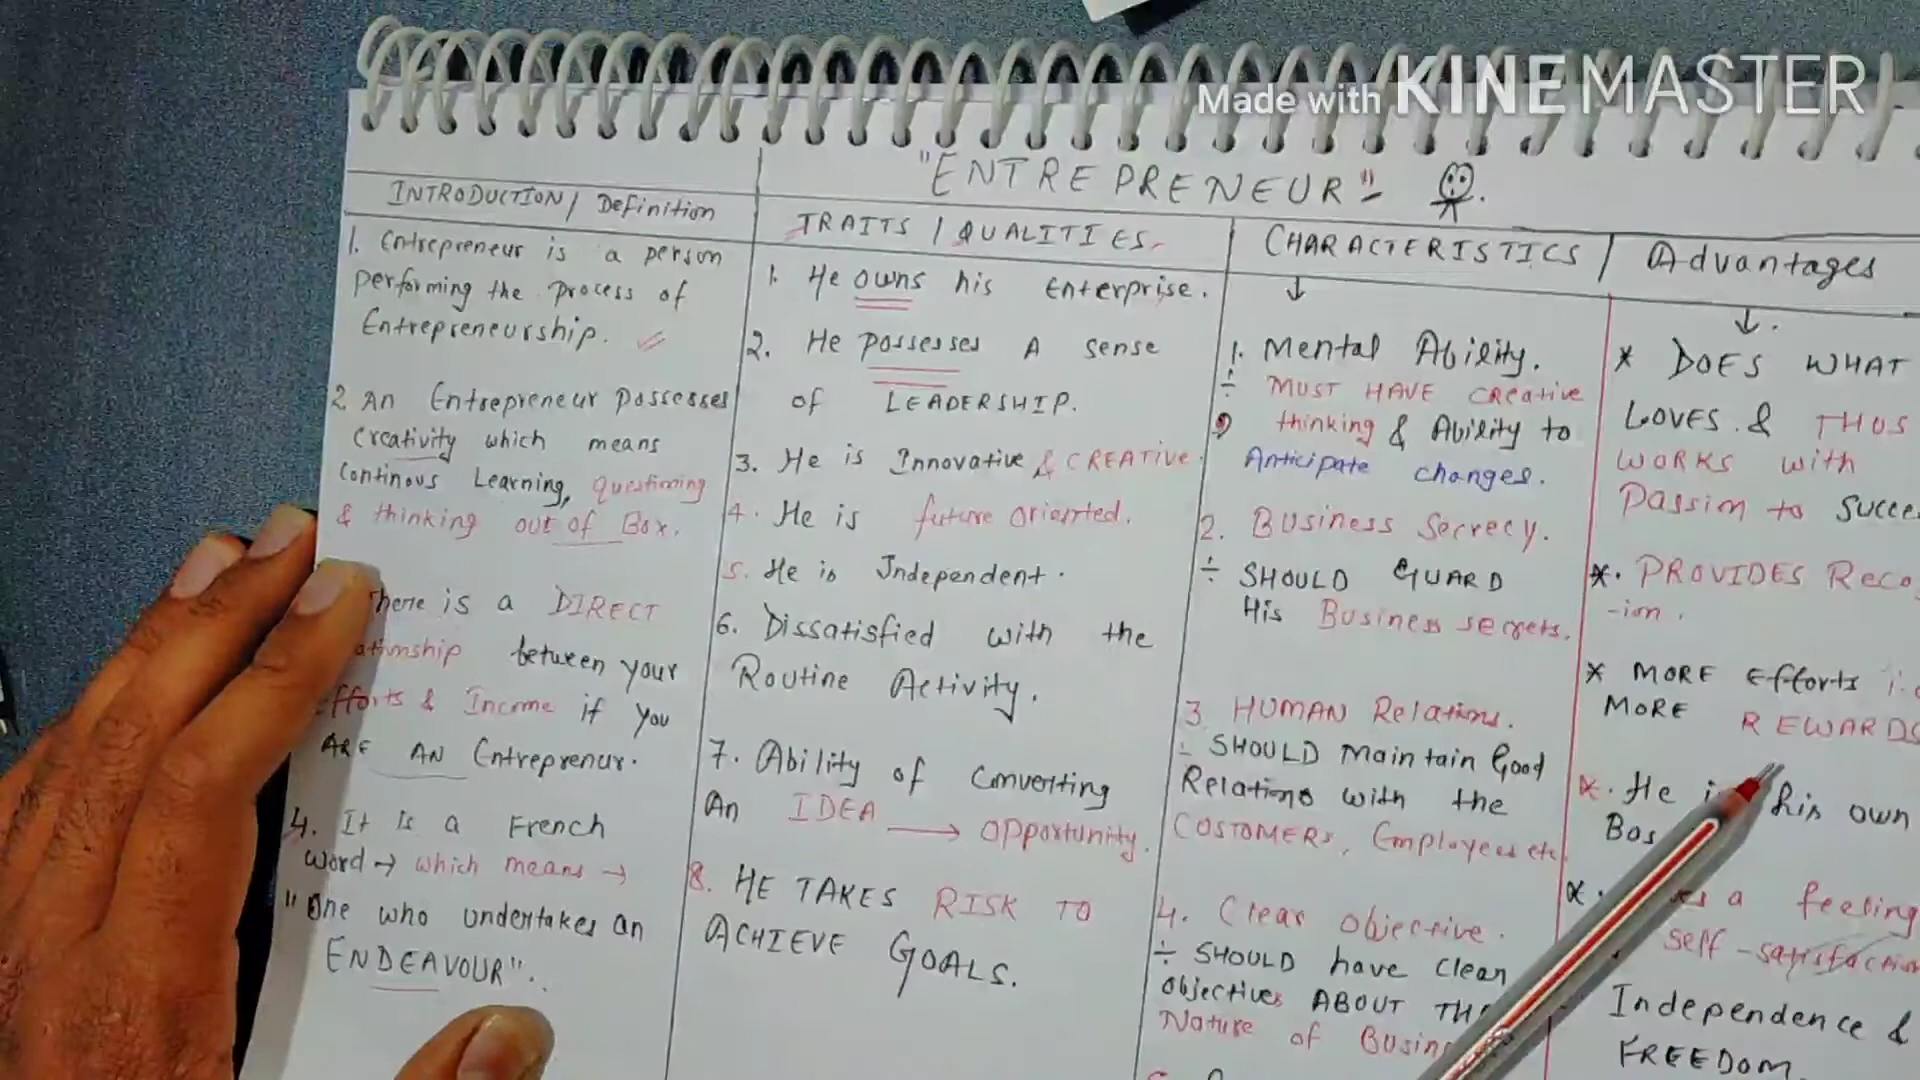 Made with KINEMASTER
"ENTREPRENEUR"
INTRODUCTION / Definition
1. Entrepreneur is a person
performing the process of
Entrepreneurship.
2. An Entrepreneur possesses
creativity which means
continous Learning, questioning
& thinking out of Box.
is a DIRECT
between your
& Income if you
ARE AN Entreprenur.
4. It is a French
word → which means →
"One who undertakes an
ENDEAVOUR".
TRAITS / QUALITIES
1. He owns his Enterprise.
2. He possesses A sense
of LEADERSHIP.
3. He is Innovative & CREATIVE
4. He is future oriented.
5. He is Independent.
6. Dissatisfied with the
Routine Activity.
7. Ability of converting
An IDEA → opportunity.
8. HE TAKES RISK TO
ACHIEVE GOALS.
CHARACTERISTICS
↓
1. Mental Ability.
÷ MUST HAVE creative
thinking & Ability to
Anticipate changes.
2. Business Secrecy.
÷ SHOULD GUARD
His Business secrets.
3. HUMAN Relations.
÷ SHOULD Maintain Good
Relations with the
COSTOMERS, Employees etc
4. Clear objective.
÷ SHOULD have clear
objectives ABOUT
Nature of
Advantages
↓
* DOES WHAT
LOVES & THUS
WORKS with
Passion to
* PROVIDES
-ion.
* MORE Efforts
MORE REWARDS
* He his own
a feeling
self-satisfaction
Independence &
FREEDOM.